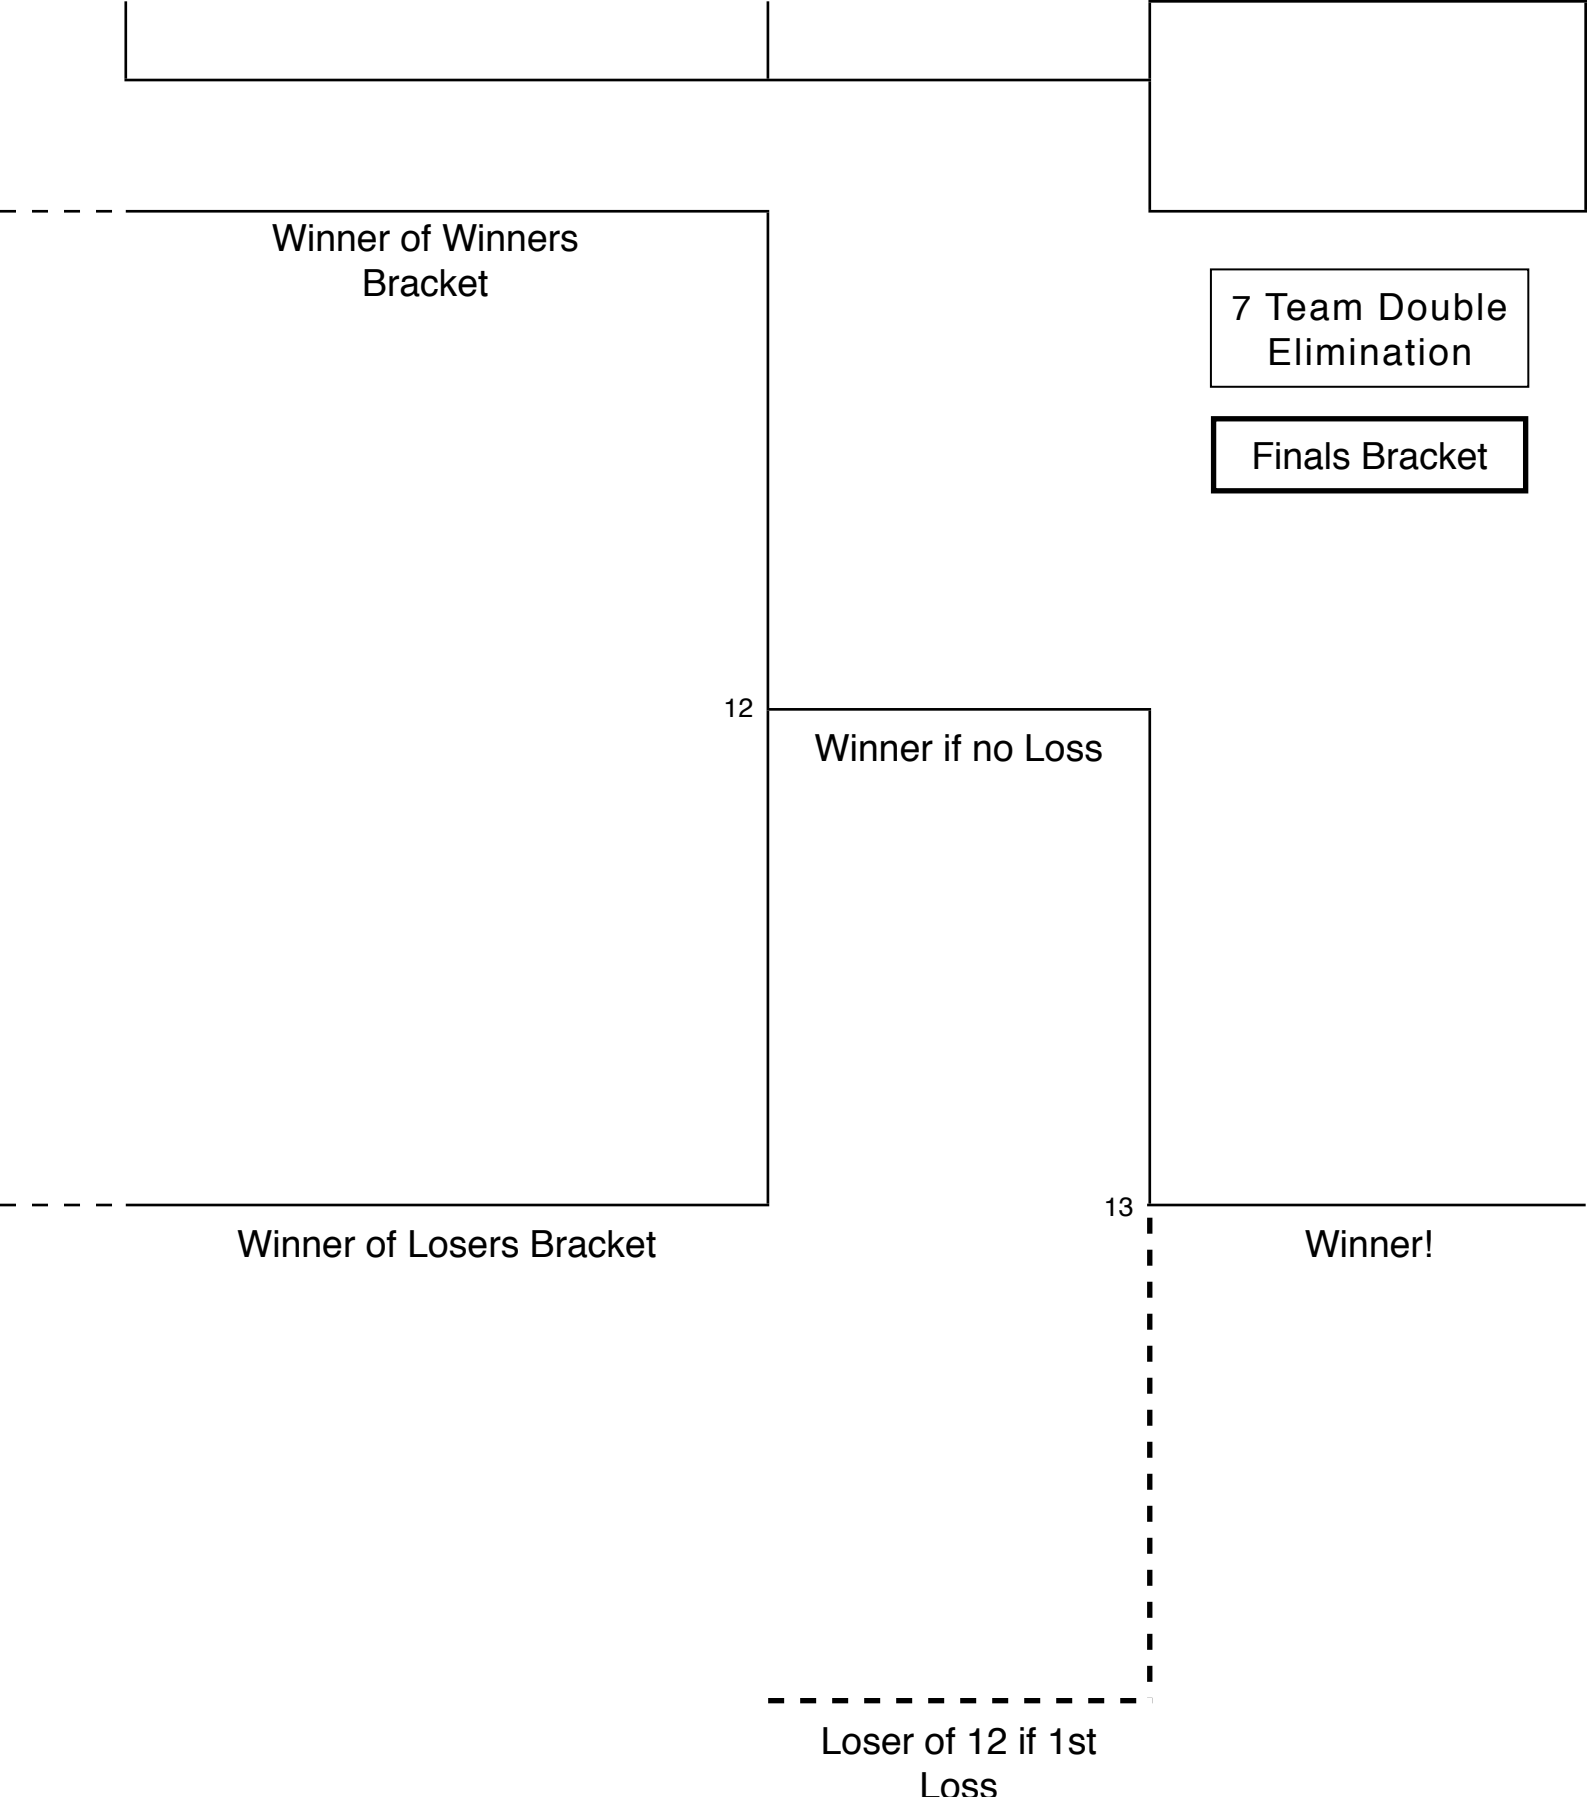 Winner of Winners
Bracket
7 Team Double
Elimination
Finals Bracket
12
Winner if no Loss
13
Winner of Losers Bracket
Winner!
Loser of 12 if 1st
Loss